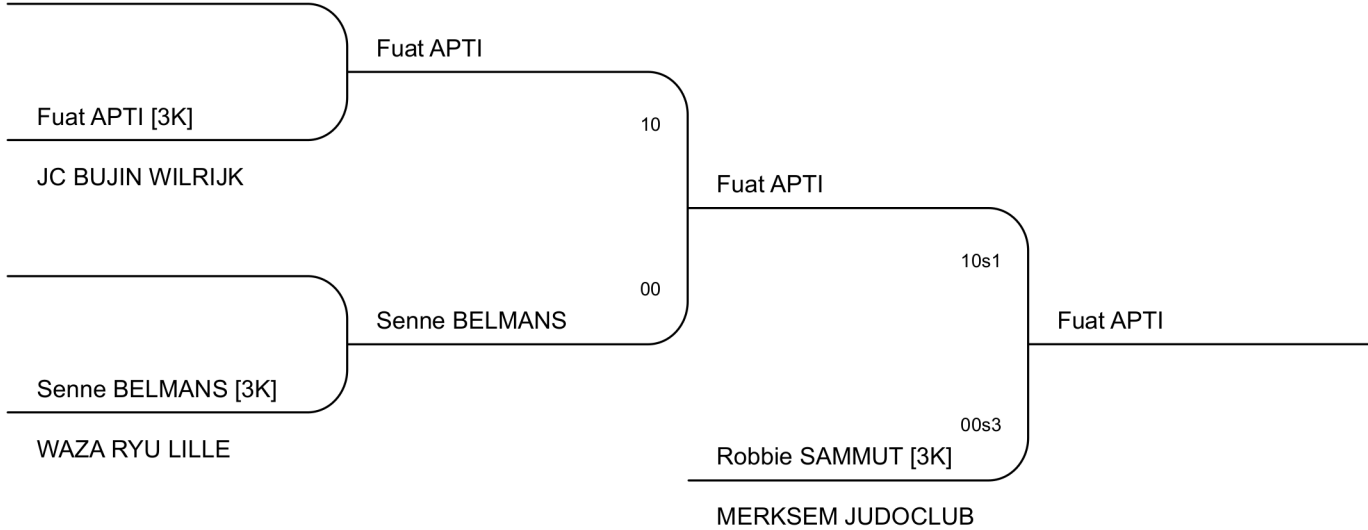 Fuat APTI
Fuat APTI [3K]
10
JC BUJIN WILRIJK
Fuat APTI
10s1
00
Senne BELMANS
Fuat APTI
Senne BELMANS [3K]
00s3
WAZA RYU LILLE
Robbie SAMMUT [3K]
MERKSEM JUDOCLUB